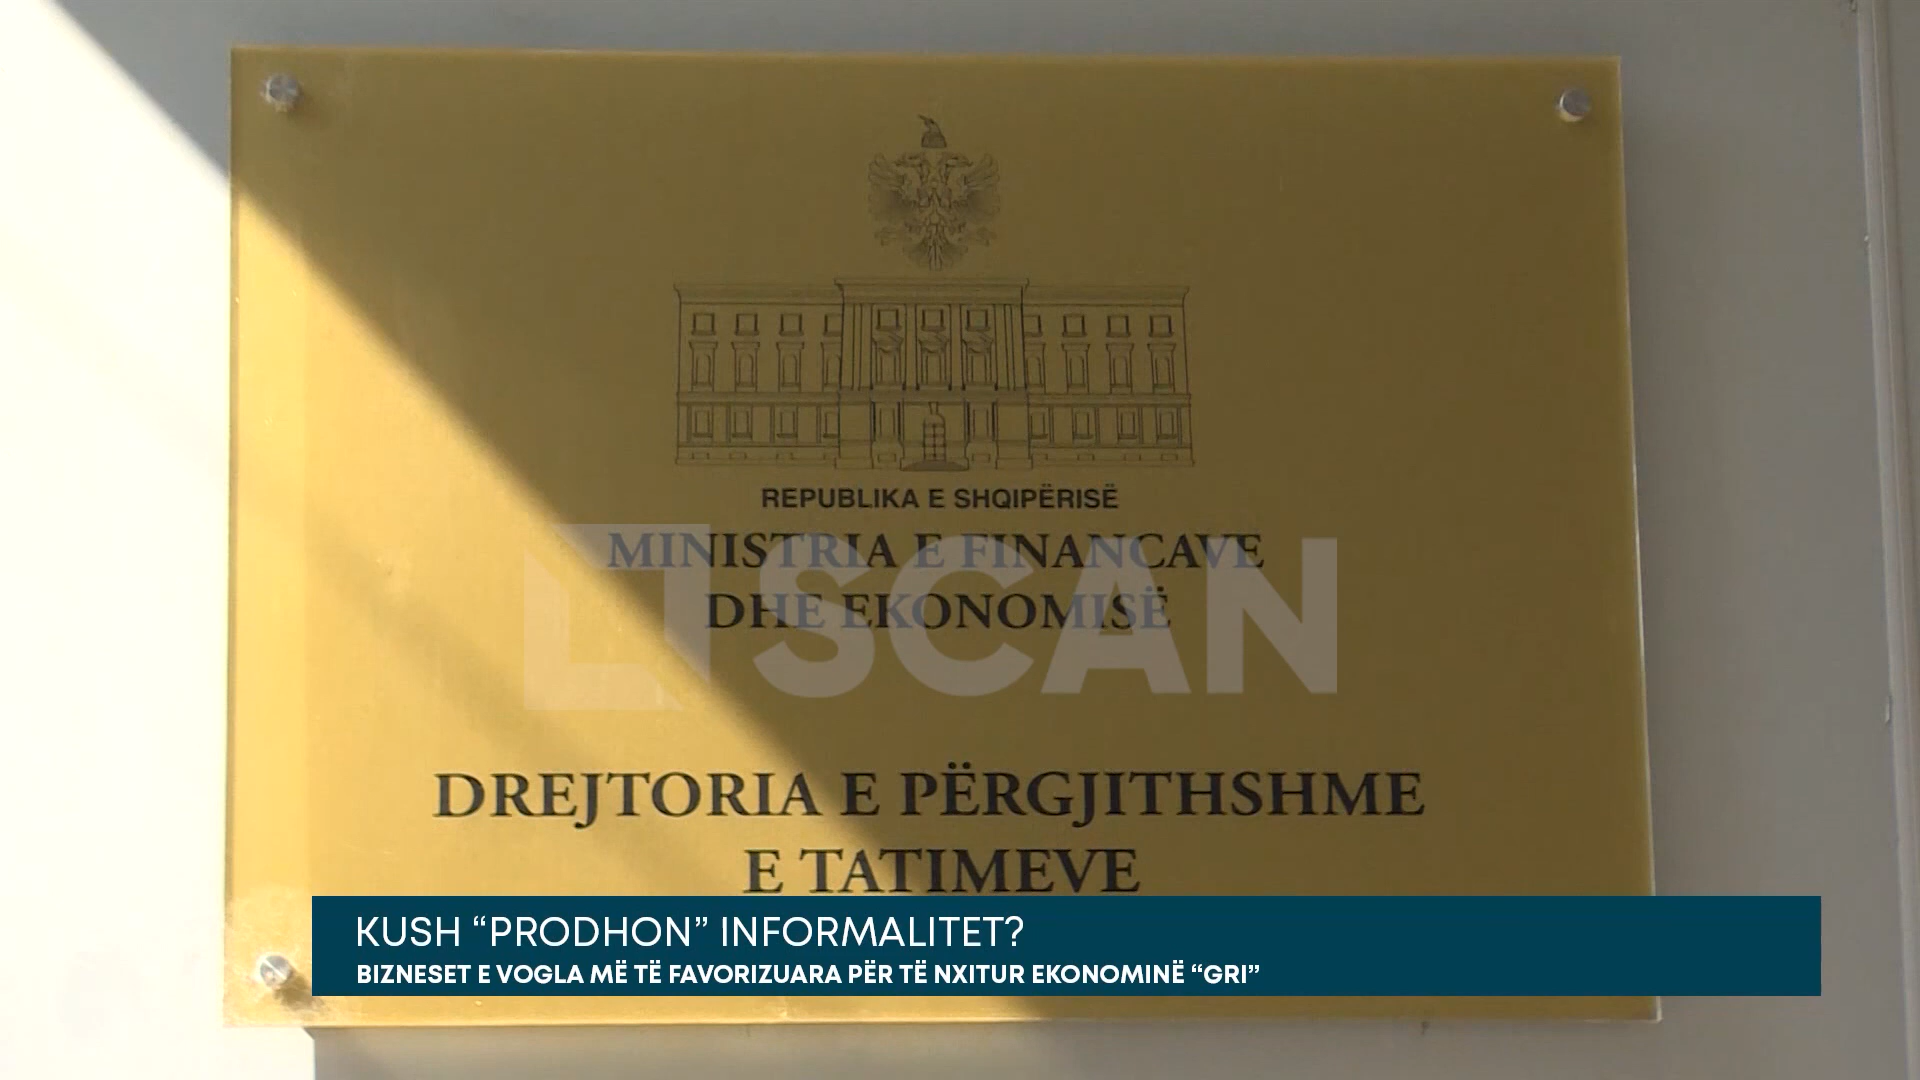 REPUBLIKA E SHQIPËRISË
MINISTRIA E FINANCAVE
DHE EKONOMISË
SCAN
DREJTORIA E PËRGJITHSHME
E TATIMEVE
KUSH “PRODHON” INFORMALITET?
BIZNESET E VOGLA MË TË FAVORIZUARA PËR TË NXITUR EKONOMINË “GRI”